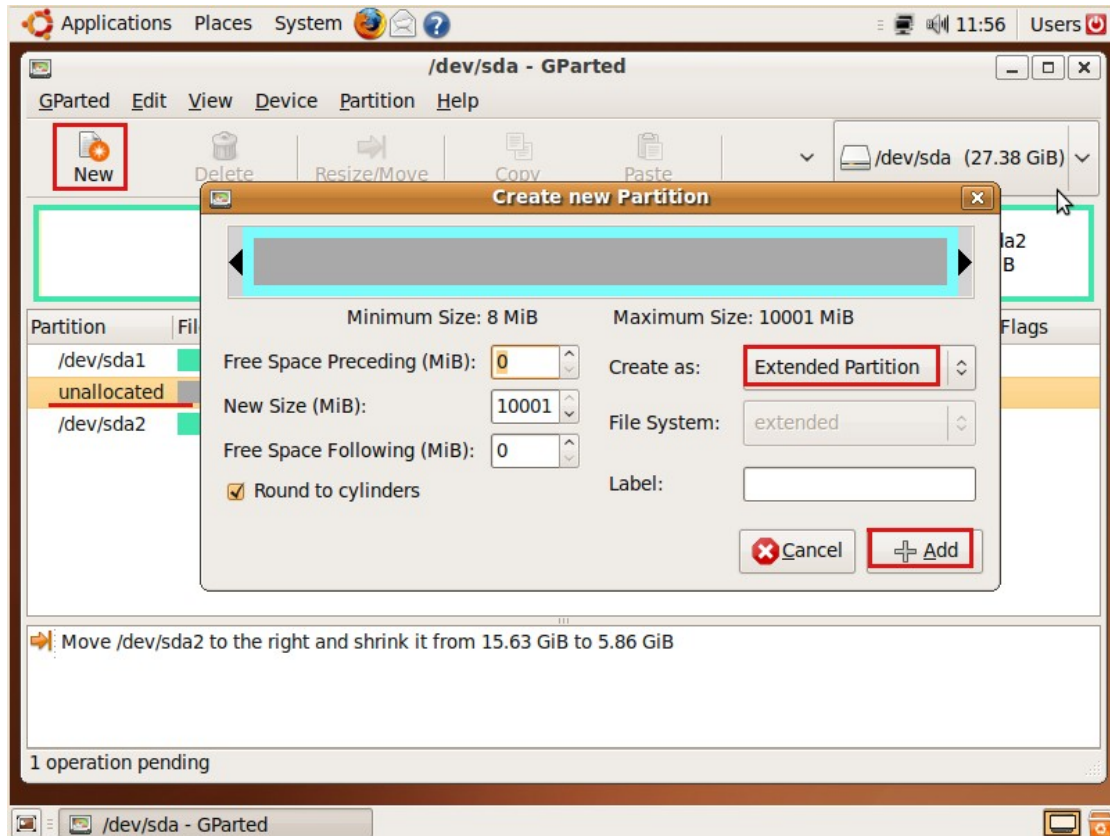 Applications Places System 11:56 Users
/dev/sda - GParted
GParted Edit View Device Partition Help
New Delete Resize/Move Copy Paste /dev/sda (27.38 GiB)
Create new Partition
Minimum Size: 8 MiB Maximum Size: 10001 MiB
Partition Flags
Free Space Preceding (MiB): 0 Create as: Extended Partition
/dev/sda1
unallocated
New Size (MiB): 10001 File System: extended
/dev/sda2
Free Space Following (MiB): 0
Round to cylinders Label:
Cancel Add
Move /dev/sda2 to the right and shrink it from 15.63 GiB to 5.86 GiB
1 operation pending
/dev/sda - GParted